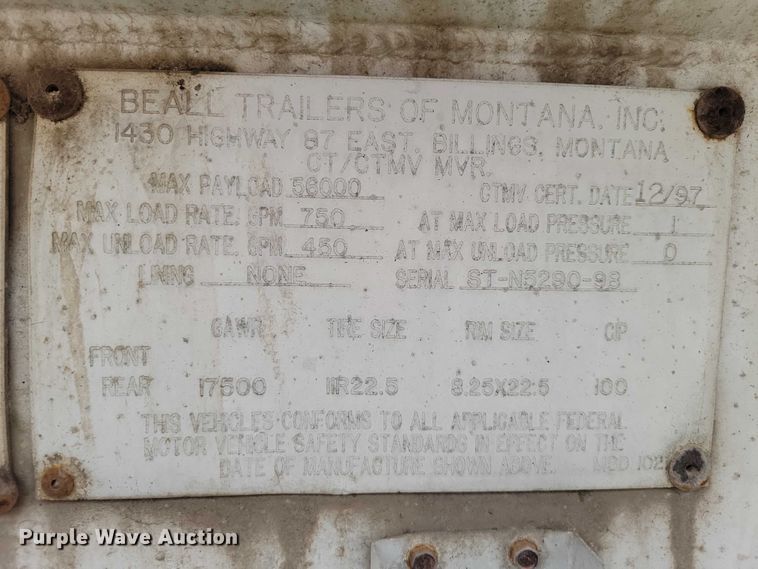 BEALL TRAILERS OF MONTANA, INC.
1430 HIGHWAY 87 EAST, BILLINGS, MONTANA
CT/CTMV MVR.
MAX PAYLOAD 56000 CTMV CERT. DATE 12/97
MAX LOAD RATE, GPM 750 AT MAX LOAD PRESSURE 1
MAX UNLOAD RATE, GPM 450 AT MAX UNLOAD PRESSURE 0
LINING NONE SERIAL ST-N5290-98
GAWR TIRE SIZE RIM SIZE CIP
FRONT
REAR 17500 11R22.5 8.25X22.5 100
THIS VEHICLES CONFORMS TO ALL APPLICABLE FEDERAL
MOTOR VEHICLE SAFETY STANDARDS IN EFFECT ON THE
DATE OF MANUFACTURE SHOWN ABOVE.
Purple Wave Auction